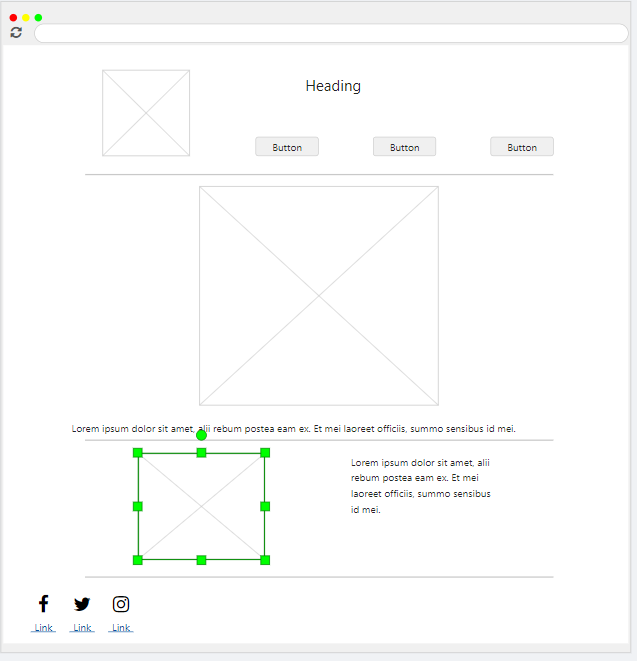 Heading
Button
Button
Button
Lorem ipsum dolor sit amet, alii rebum postea eam ex. Et mei laoreet officiis, summo sensibus id mei.
Lorem ipsum dolor sit amet, alii
rebum postea eam ex. Et mei
laoreet officiis, summo sensibus
id mei.
Link
Link
Link